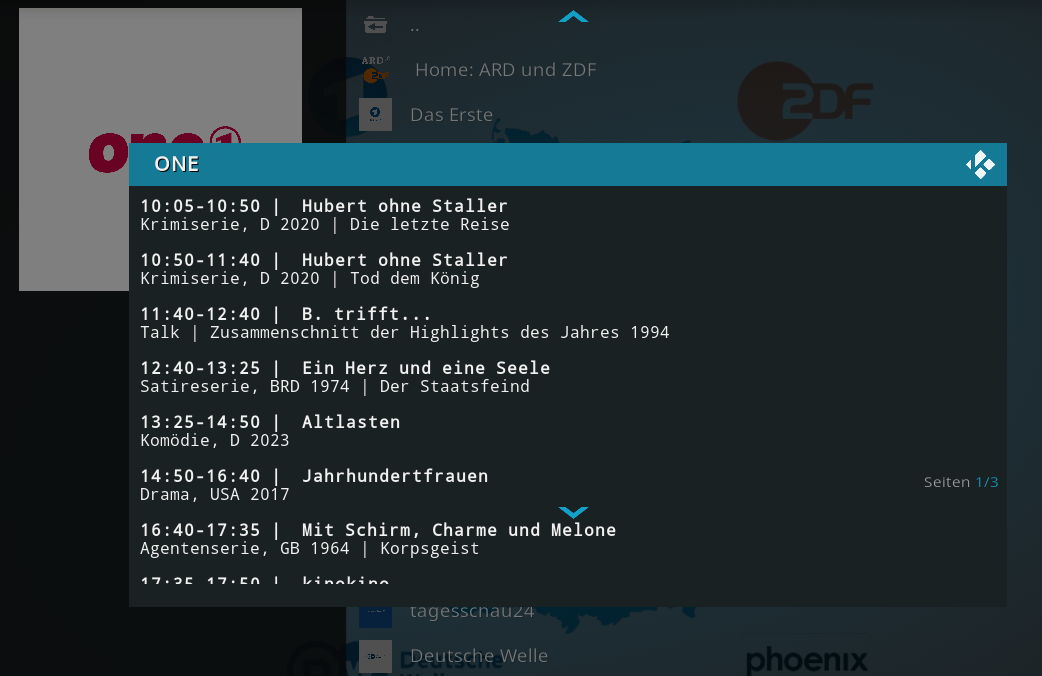 ..
ARD
Home: ARD und ZDF
Das Erste
ZDF
one
ONE
10:05-10:50 | Hubert ohne Staller
Krimiserie, D 2020 | Die letzte Reise
10:50-11:40 | Hubert ohne Staller
Krimiserie, D 2020 | Tod dem König
11:40-12:40 | B. trifft...
Talk | Zusammenschnitt der Highlights des Jahres 1994
12:40-13:25 | Ein Herz und eine Seele
Satireserie, BRD 1974 | Der Staatsfeind
13:25-14:50 | Altlasten
Komödie, D 2023
14:50-16:40 | Jahrhundertfrauen
Drama, USA 2017
Seiten 1/3
16:40-17:35 | Mit Schirm, Charme und Melone
Agentenserie, GB 1964 | Korpsgeist
17:35-17:50 | kinokino
tagesschau24
Deutsche Welle
phoenix